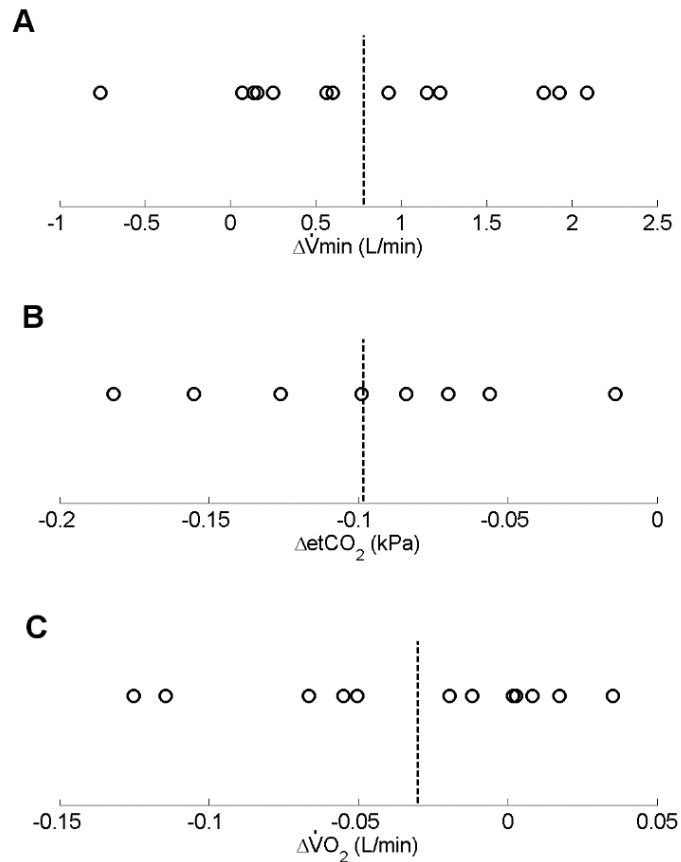 A
-1 -0.5 0 0.5 1 1.5 2 2.5
ΔV̇min (L/min)
B
-0.2 -0.15 -0.1 -0.05 0
ΔetCO₂ (kPa)
C
-0.15 -0.1 -0.05 0 0.05
ΔV̇O₂ (L/min)